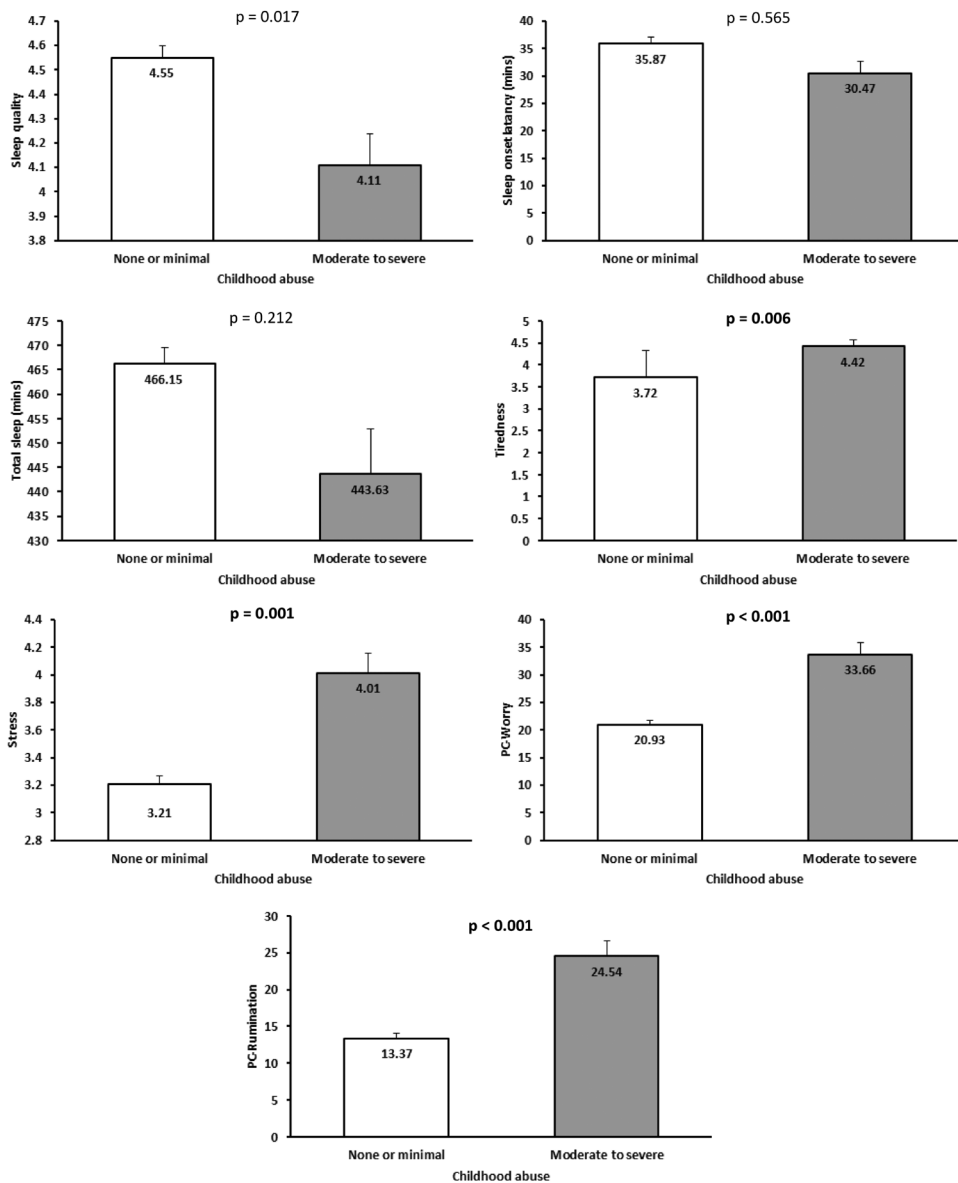 p = 0.017
4.7
4.6
4.5
4.4
4.3
4.2
4.1
4
3.9
3.8
Sleep quality
4.55
4.11
None or minimal
Moderate to severe
Childhood abuse
p = 0.565
40
35
30
25
20
15
10
5
0
Sleep onset latancy (mins)
35.87
30.47
None or minimal
Moderate to severe
Childhood abuse
p = 0.212
475
470
465
460
455
450
445
440
435
430
Total sleep (mins)
466.15
443.63
None or minimal
Moderate to severe
Childhood abuse
p = 0.006
5
4.5
4
3.5
3
2.5
2
1.5
1
0.5
0
Tiredness
3.72
4.42
None or minimal
Moderate to severe
Childhood abuse
p = 0.001
4.4
4.2
4
3.8
3.6
3.4
3.2
3
2.8
Stress
3.21
4.01
None or minimal
Moderate to severe
Childhood abuse
p < 0.001
40
35
30
25
20
15
10
5
0
PC-Worry
20.93
33.66
None or minimal
Moderate to severe
Childhood abuse
p < 0.001
30
25
20
15
10
5
0
PC-Rumination
13.37
24.54
None or minimal
Moderate to severe
Childhood abuse